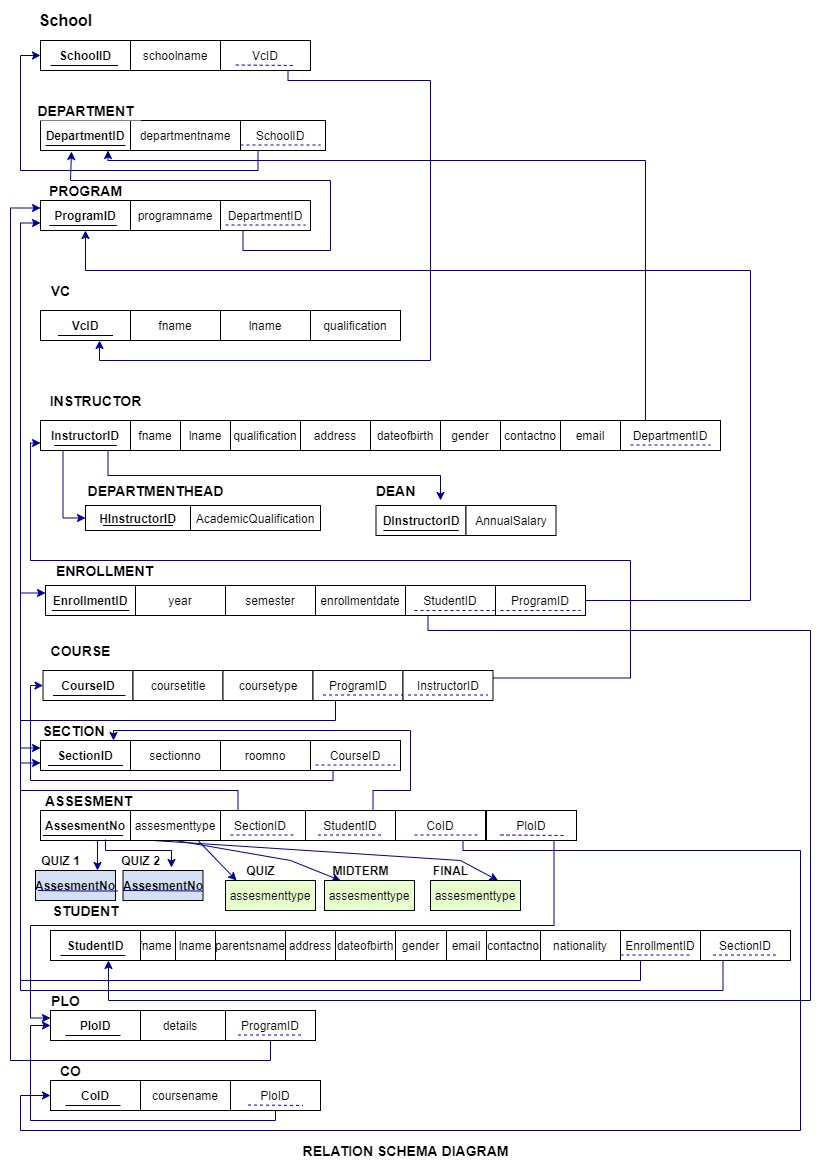 School
SchoolID schoolname VcID
DEPARTMENT
DepartmentID departmentname SchoolID
PROGRAM
ProgramID programname DepartmentID
VC
VcID fname lname qualification
INSTRUCTOR
InstructorID fname lname qualification address dateofbirth gender contactno email DepartmentID
DEPARTMENTHEAD DEAN
HInstructorID AcademicQualification DInstructorID AnnualSalary
ENROLLMENT
EnrollmentID year semester enrollmentdate StudentID ProgramID
COURSE
CourseID coursetitle coursetype ProgramID InstructorID
SECTION
SectionID sectionno roomno CourseID
ASSESMENT
AssesmentNo assesmenttype SectionID StudentID CoID PloID
QUIZ 1 QUIZ 2 QUIZ MIDTERM FINAL
AssesmentNo AssesmentNo assesmenttype assesmenttype assesmenttype
STUDENT
StudentID fname lname parentsname address dateofbirth gender email contactno nationality EnrollmentID SectionID
PLO
PloID details ProgramID
CO
CoID coursename PloID
RELATION SCHEMA DIAGRAM